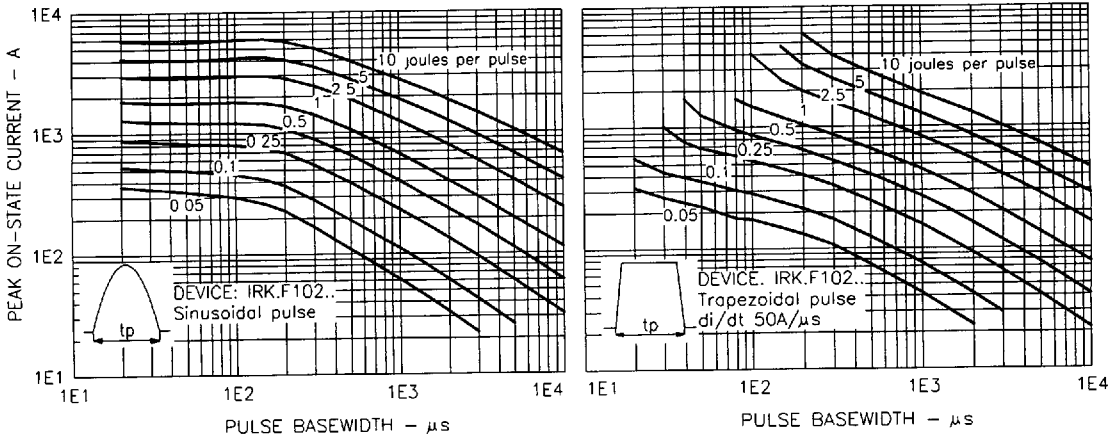 PEAK ON-STATE CURRENT - A
1E4
1E3
1E2
1E1
10 joules per pulse
5
2.5
1
0.5
0.25
0.1
0.05
tp
DEVICE: IRK.F102..
Sinusoidal pulse
1E1
1E2
1E3
1E4
PULSE BASEWIDTH - µs
10 joules per pulse
5
2.5
1
0.5
0.25
0.1
0.05
tp
DEVICE. IRK.F102..
Trapezoidal pulse
di/dt 50A/µs
1E1
1E2
1E3
1E4
PULSE BASEWIDTH - µs